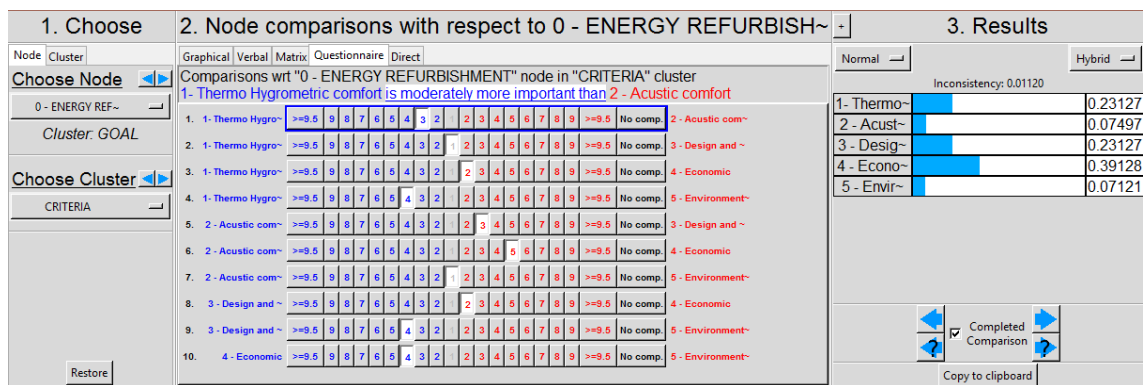 1. Choose
2. Node comparisons with respect to 0 - ENERGY REFURBISH~
+
3. Results
Node Cluster
Graphical Verbal Matrix Questionnaire Direct
Normal
Hybrid
Choose Node
Comparisons wrt "0 - ENERGY REFURBISHMENT" node in "CRITERIA" cluster
1- Thermo Hygrometric comfort is moderately more important than 2 - Acustic comfort
Inconsistency: 0.01120
0 - ENERGY REF~
Cluster: GOAL
Choose Cluster
CRITERIA
Restore
1. 1- Thermo Hygro~ >=9.5 9 8 7 6 5 4 3 2 1 2 3 4 5 6 7 8 9 >=9.5 No comp. 2 - Acustic com~
2. 1- Thermo Hygro~ >=9.5 9 8 7 6 5 4 3 2 1 2 3 4 5 6 7 8 9 >=9.5 No comp. 3 - Design and ~
3. 1- Thermo Hygro~ >=9.5 9 8 7 6 5 4 3 2 1 2 3 4 5 6 7 8 9 >=9.5 No comp. 4 - Economic
4. 1- Thermo Hygro~ >=9.5 9 8 7 6 5 4 3 2 1 2 3 4 5 6 7 8 9 >=9.5 No comp. 5 - Environment~
5. 2 - Acustic com~ >=9.5 9 8 7 6 5 4 3 2 1 2 3 4 5 6 7 8 9 >=9.5 No comp. 3 - Design and ~
6. 2 - Acustic com~ >=9.5 9 8 7 6 5 4 3 2 1 2 3 4 5 6 7 8 9 >=9.5 No comp. 4 - Economic
7. 2 - Acustic com~ >=9.5 9 8 7 6 5 4 3 2 1 2 3 4 5 6 7 8 9 >=9.5 No comp. 5 - Environment~
8. 3 - Design and ~ >=9.5 9 8 7 6 5 4 3 2 1 2 3 4 5 6 7 8 9 >=9.5 No comp. 4 - Economic
9. 3 - Design and ~ >=9.5 9 8 7 6 5 4 3 2 1 2 3 4 5 6 7 8 9 >=9.5 No comp. 5 - Environment~
10. 4 - Economic >=9.5 9 8 7 6 5 4 3 2 1 2 3 4 5 6 7 8 9 >=9.5 No comp. 5 - Environment~
1- Thermo~ 0.23127
2 - Acust~ 0.07497
3 - Desig~ 0.23127
4 - Econo~ 0.39128
5 - Envir~ 0.07121
Completed
Comparison
? ?
Copy to clipboard